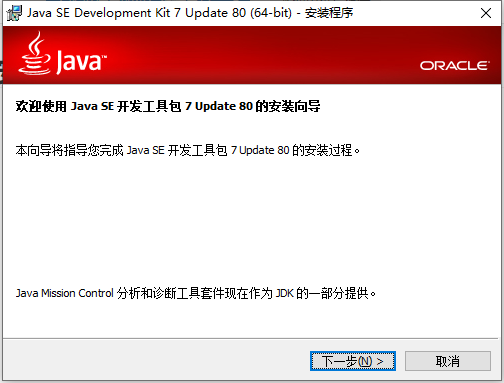 Java SE Development Kit 7 Update 80 (64-bit) - 安装程序
Java™
ORACLE®
欢迎使用 Java SE 开发工具包 7 Update 80 的安装向导
本向导将指导您完成 Java SE 开发工具包 7 Update 80 的安装过程。
Java Mission Control 分析和诊断工具套件现在作为 JDK 的一部分提供。
下一步(N) >
取消